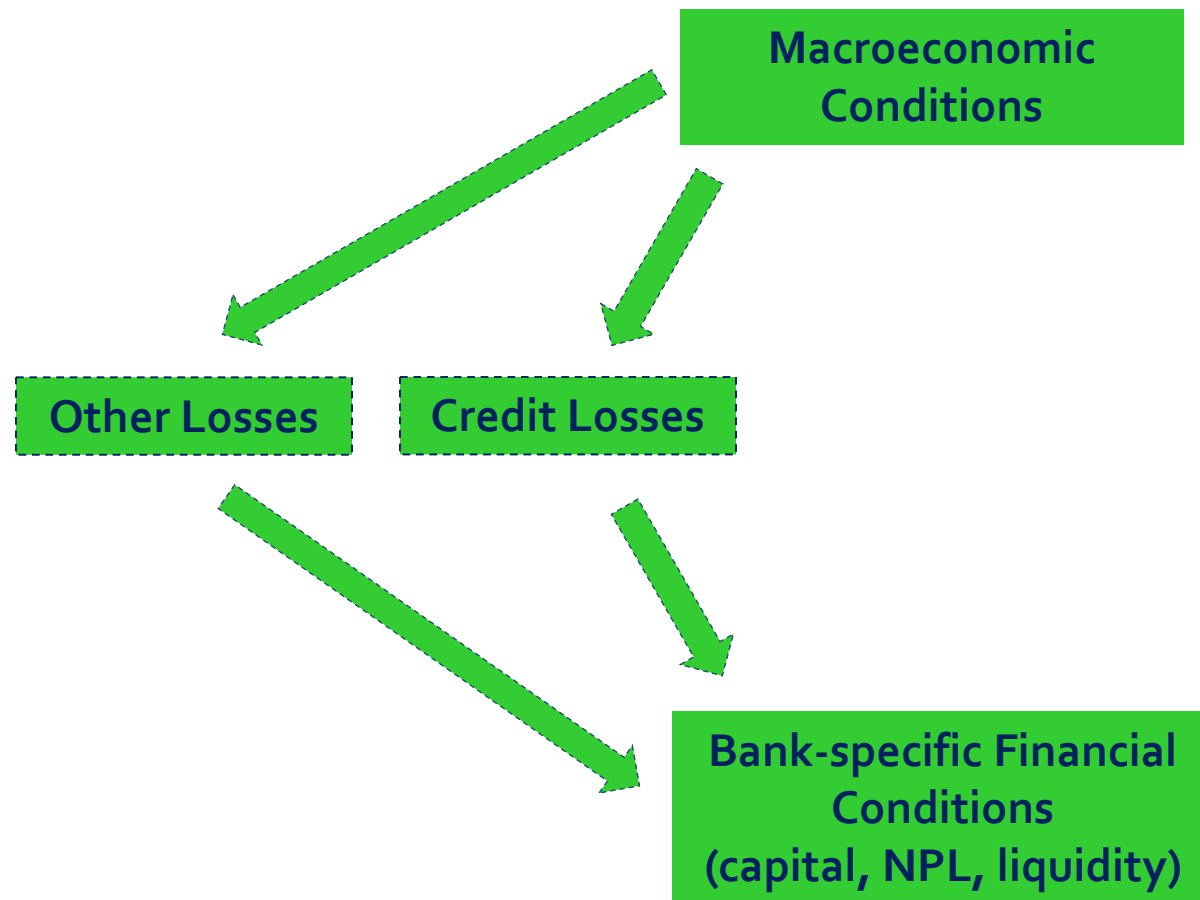 Macroeconomic
Conditions
Other Losses
Credit Losses
Bank-specific Financial
Conditions
(capital, NPL, liquidity)